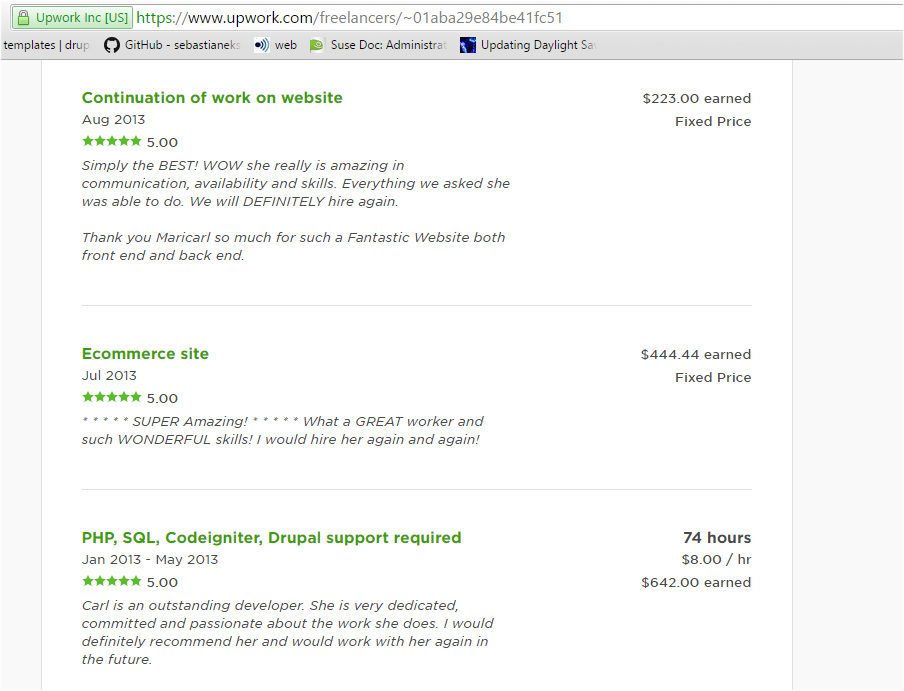 Upwork Inc [US] https://www.upwork.com/freelancers/~01aba29e84be41fc51
templates | drup GitHub - sebastianeks web Suse Doc: Administrat Updating Daylight Sav
Continuation of work on website $223.00 earned
Aug 2013 Fixed Price
★★★★★ 5.00
Simply the BEST! WOW she really is amazing in
communication, availability and skills. Everything we asked she
was able to do. We will DEFINITELY hire again.
Thank you Maricarl so much for such a Fantastic Website both
front end and back end.
Ecommerce site $444.44 earned
Jul 2013 Fixed Price
★★★★★ 5.00
* * * * * SUPER Amazing! * * * * * What a GREAT worker and
such WONDERFUL skills! I would hire her again and again!
PHP, SQL, Codeigniter, Drupal support required 74 hours
Jan 2013 - May 2013 $8.00 / hr
★★★★★ 5.00 $642.00 earned
Carl is an outstanding developer. She is very dedicated,
committed and passionate about the work she does. I would
definitely recommend her and would work with her again in
the future.